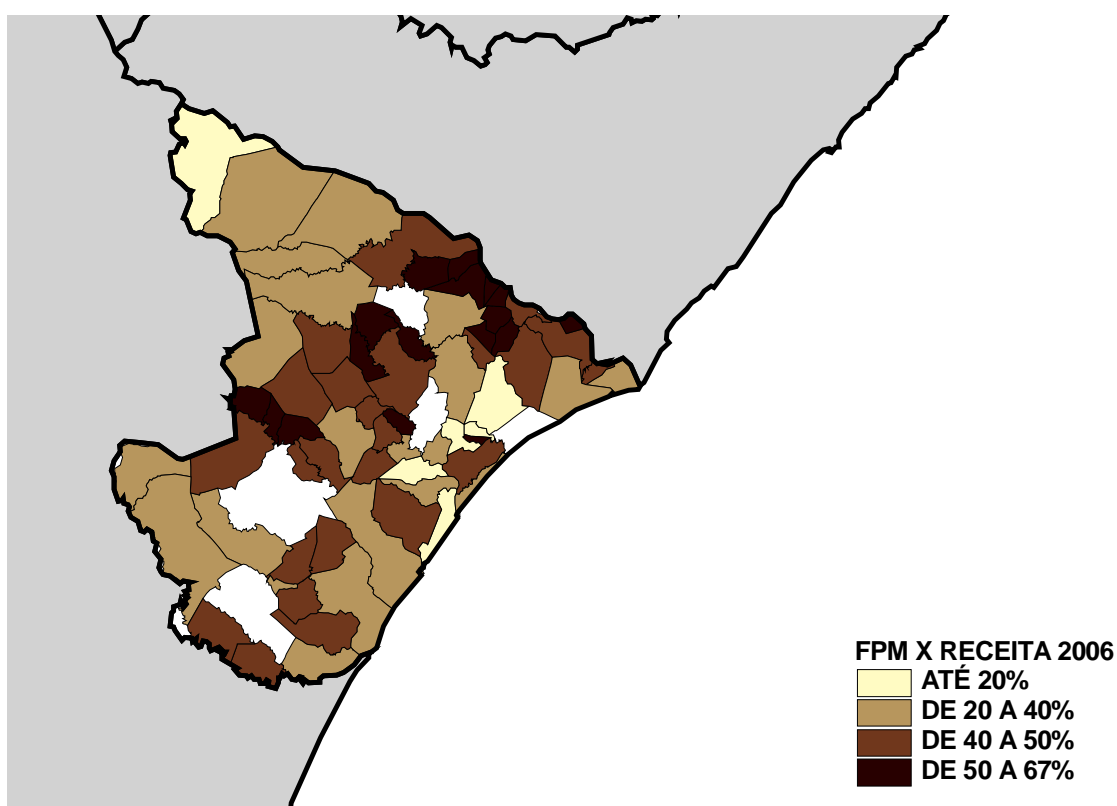 FPM X RECEITA 2006
ATÉ 20%
DE 20 A 40%
DE 40 A 50%
DE 50 A 67%